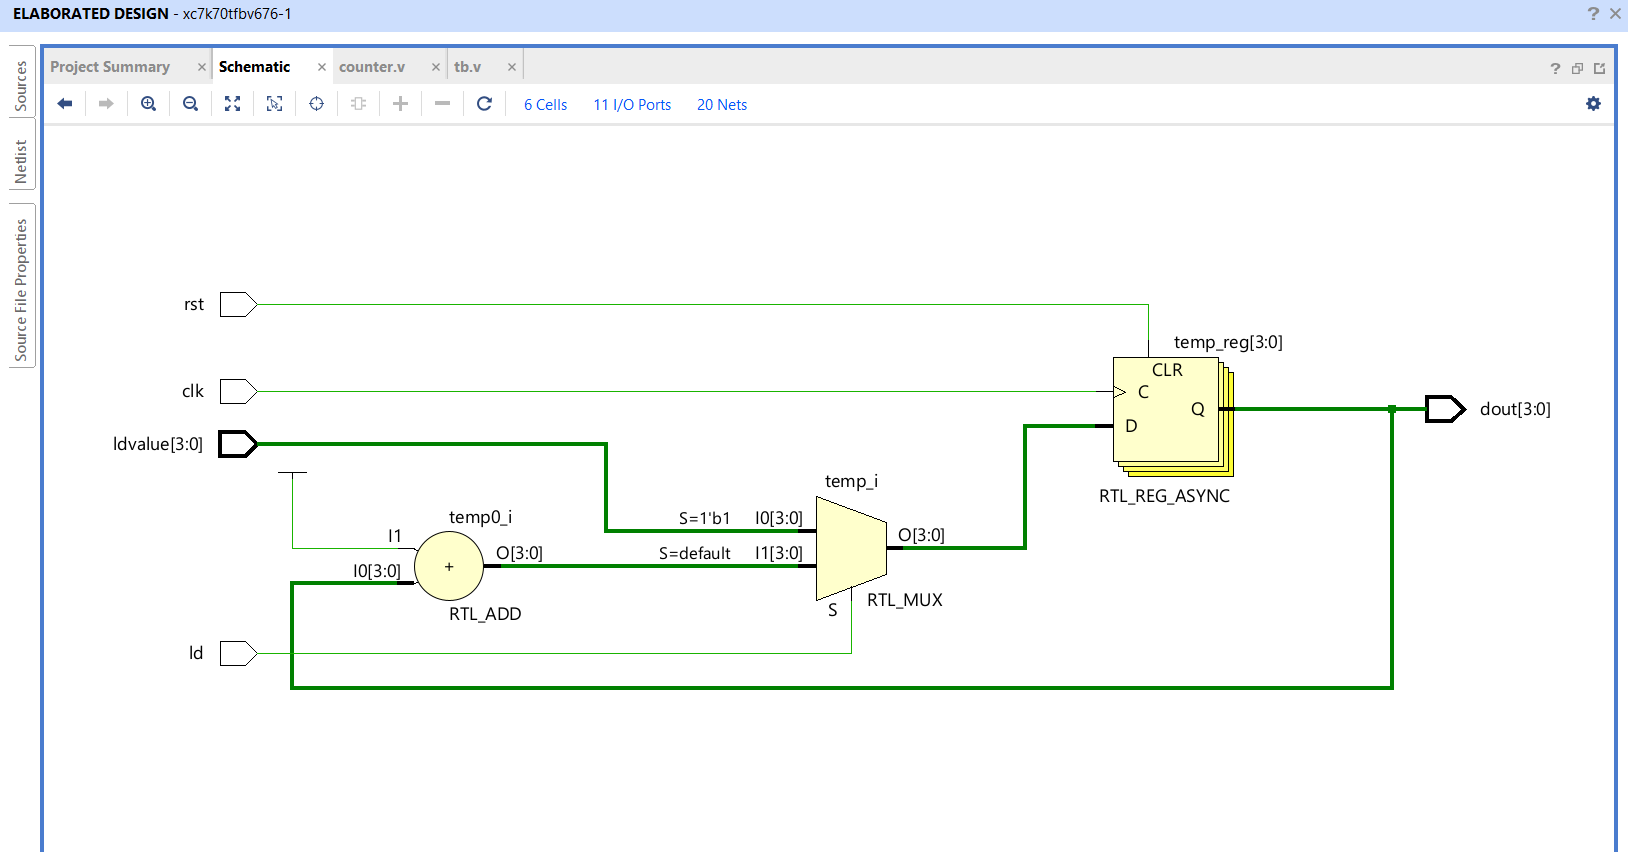 ELABORATED DESIGN - xc7k70tfbv676-1
Sources
Netlist
Source File Properties
Project Summary
Schematic
counter.v
tb.v
6 Cells
11 I/O Ports
20 Nets
rst
clk
ldvalue[3:0]
ld
temp0_i
I1
I0[3:0]
+
O[3:0]
RTL_ADD
temp_i
S=1'b1
I0[3:0]
S=default
I1[3:0]
O[3:0]
S
RTL_MUX
temp_reg[3:0]
CLR
C
Q
D
RTL_REG_ASYNC
dout[3:0]